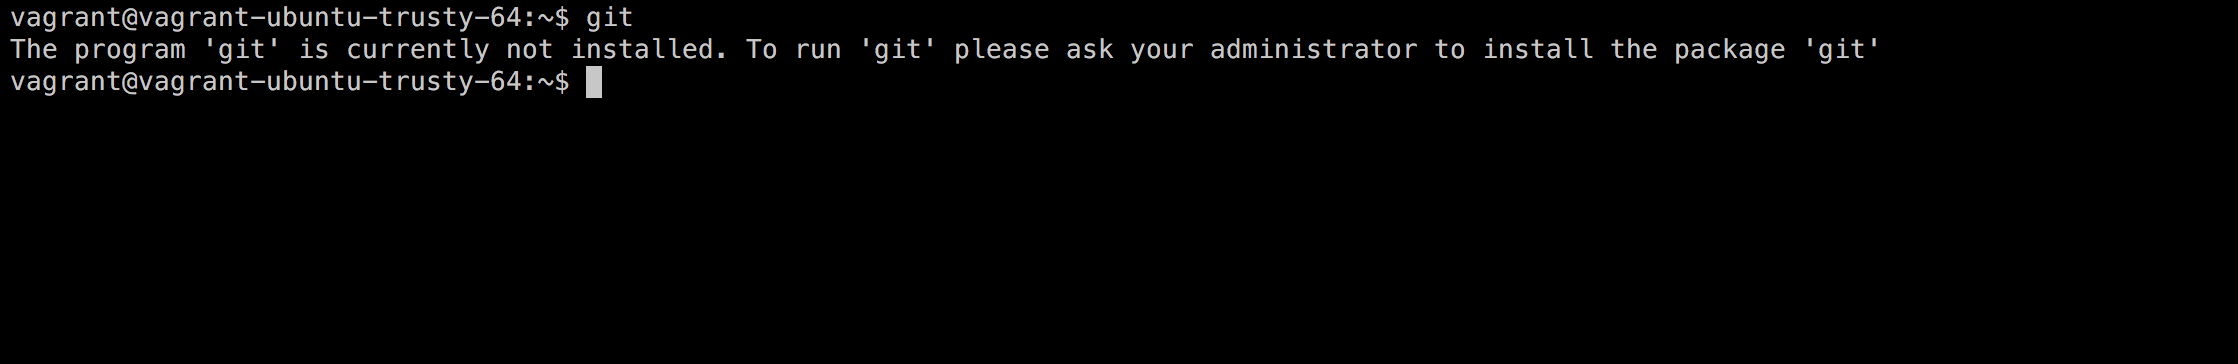 vagrant@vagrant-ubuntu-trusty-64:~$ git
The program 'git' is currently not installed. To run 'git' please ask your administrator to install the package 'git'
vagrant@vagrant-ubuntu-trusty-64:~$